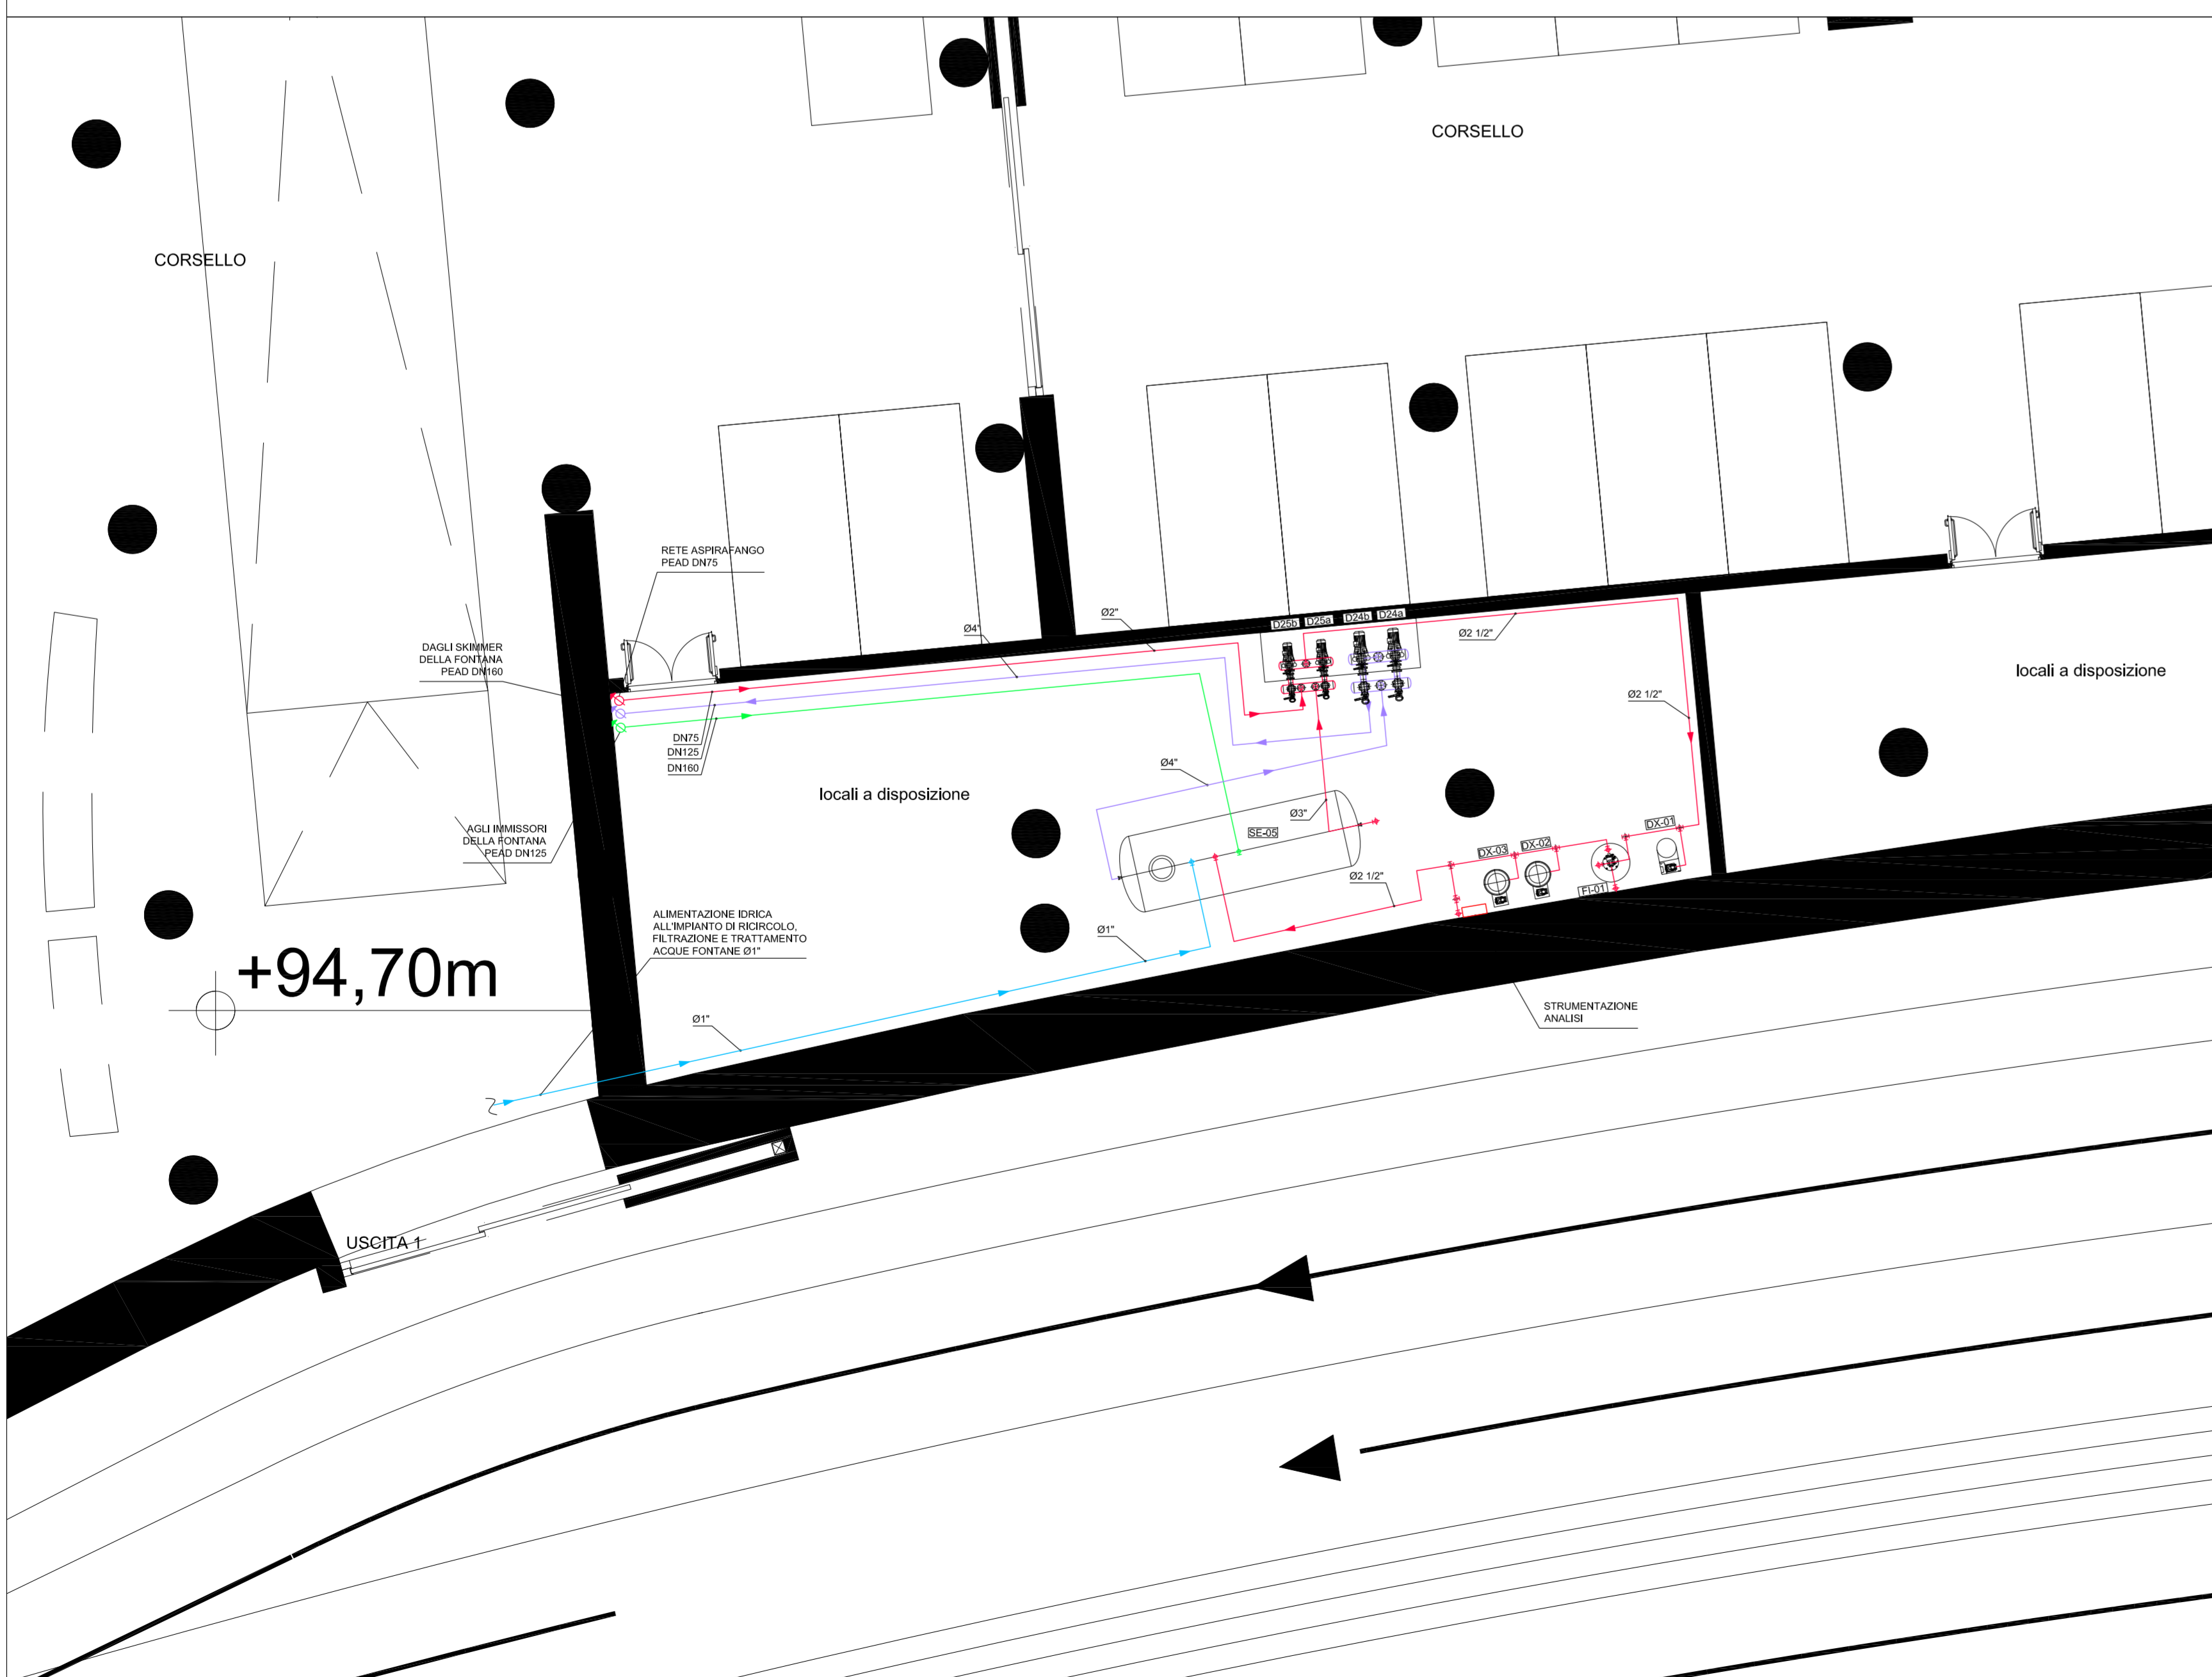 CORSELLO
CORSELLO
RETE ASPIRAFANGO
PEAD DN75
DAGLI SKIMMER
DELLA FONTANA
PEAD DN160
Ø4"
Ø2"
D25b
D25a
D24b
D24a
Ø2 1/2"
locali a disposizione
Ø2 1/2"
DN75
DN125
DN160
locali a disposizione
Ø4"
Ø3"
SE-05
AGLI IMMISSORI
DELLA FONTANA
PEAD DN125
DX-03
DX-02
DX-01
FI-01
Ø2 1/2"
ALIMENTAZIONE IDRICA
ALL'IMPIANTO DI RICIRCOLO,
FILTRAZIONE E TRATTAMENTO
ACQUE FONTANE Ø1"
Ø1"
+94,70m
STRUMENTAZIONE
ANALISI
Ø1"
USCITA 1